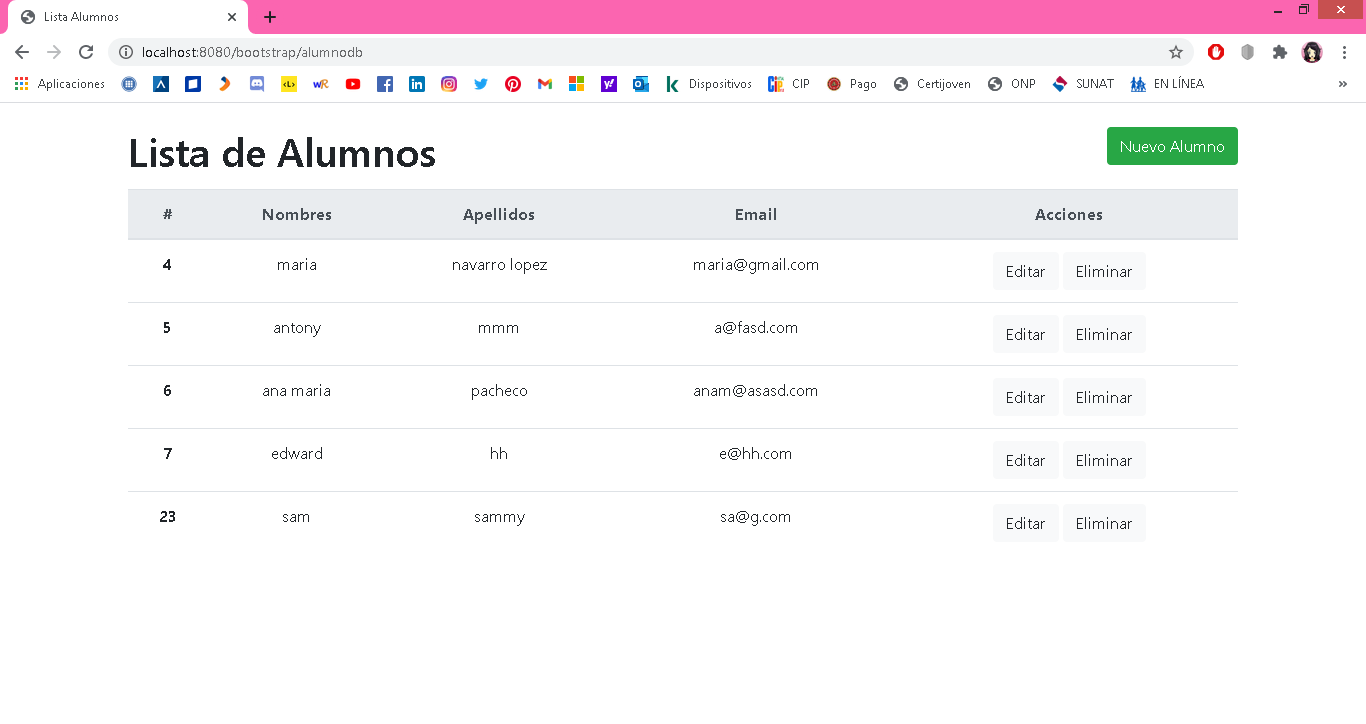 Lista Alumnos
localhost:8080/bootstrap/alumnodb
Aplicaciones <L> wR Dispositivos CIP Pago Certijoven ONP SUNAT EN LÍNEA »
Lista de Alumnos
Nuevo Alumno
# Nombres Apellidos Email Acciones
4 maria navarro lopez maria@gmail.com Editar Eliminar
5 antony mmm a@fasd.com Editar Eliminar
6 ana maria pacheco anam@asasd.com Editar Eliminar
7 edward hh e@hh.com Editar Eliminar
23 sam sammy sa@g.com Editar Eliminar